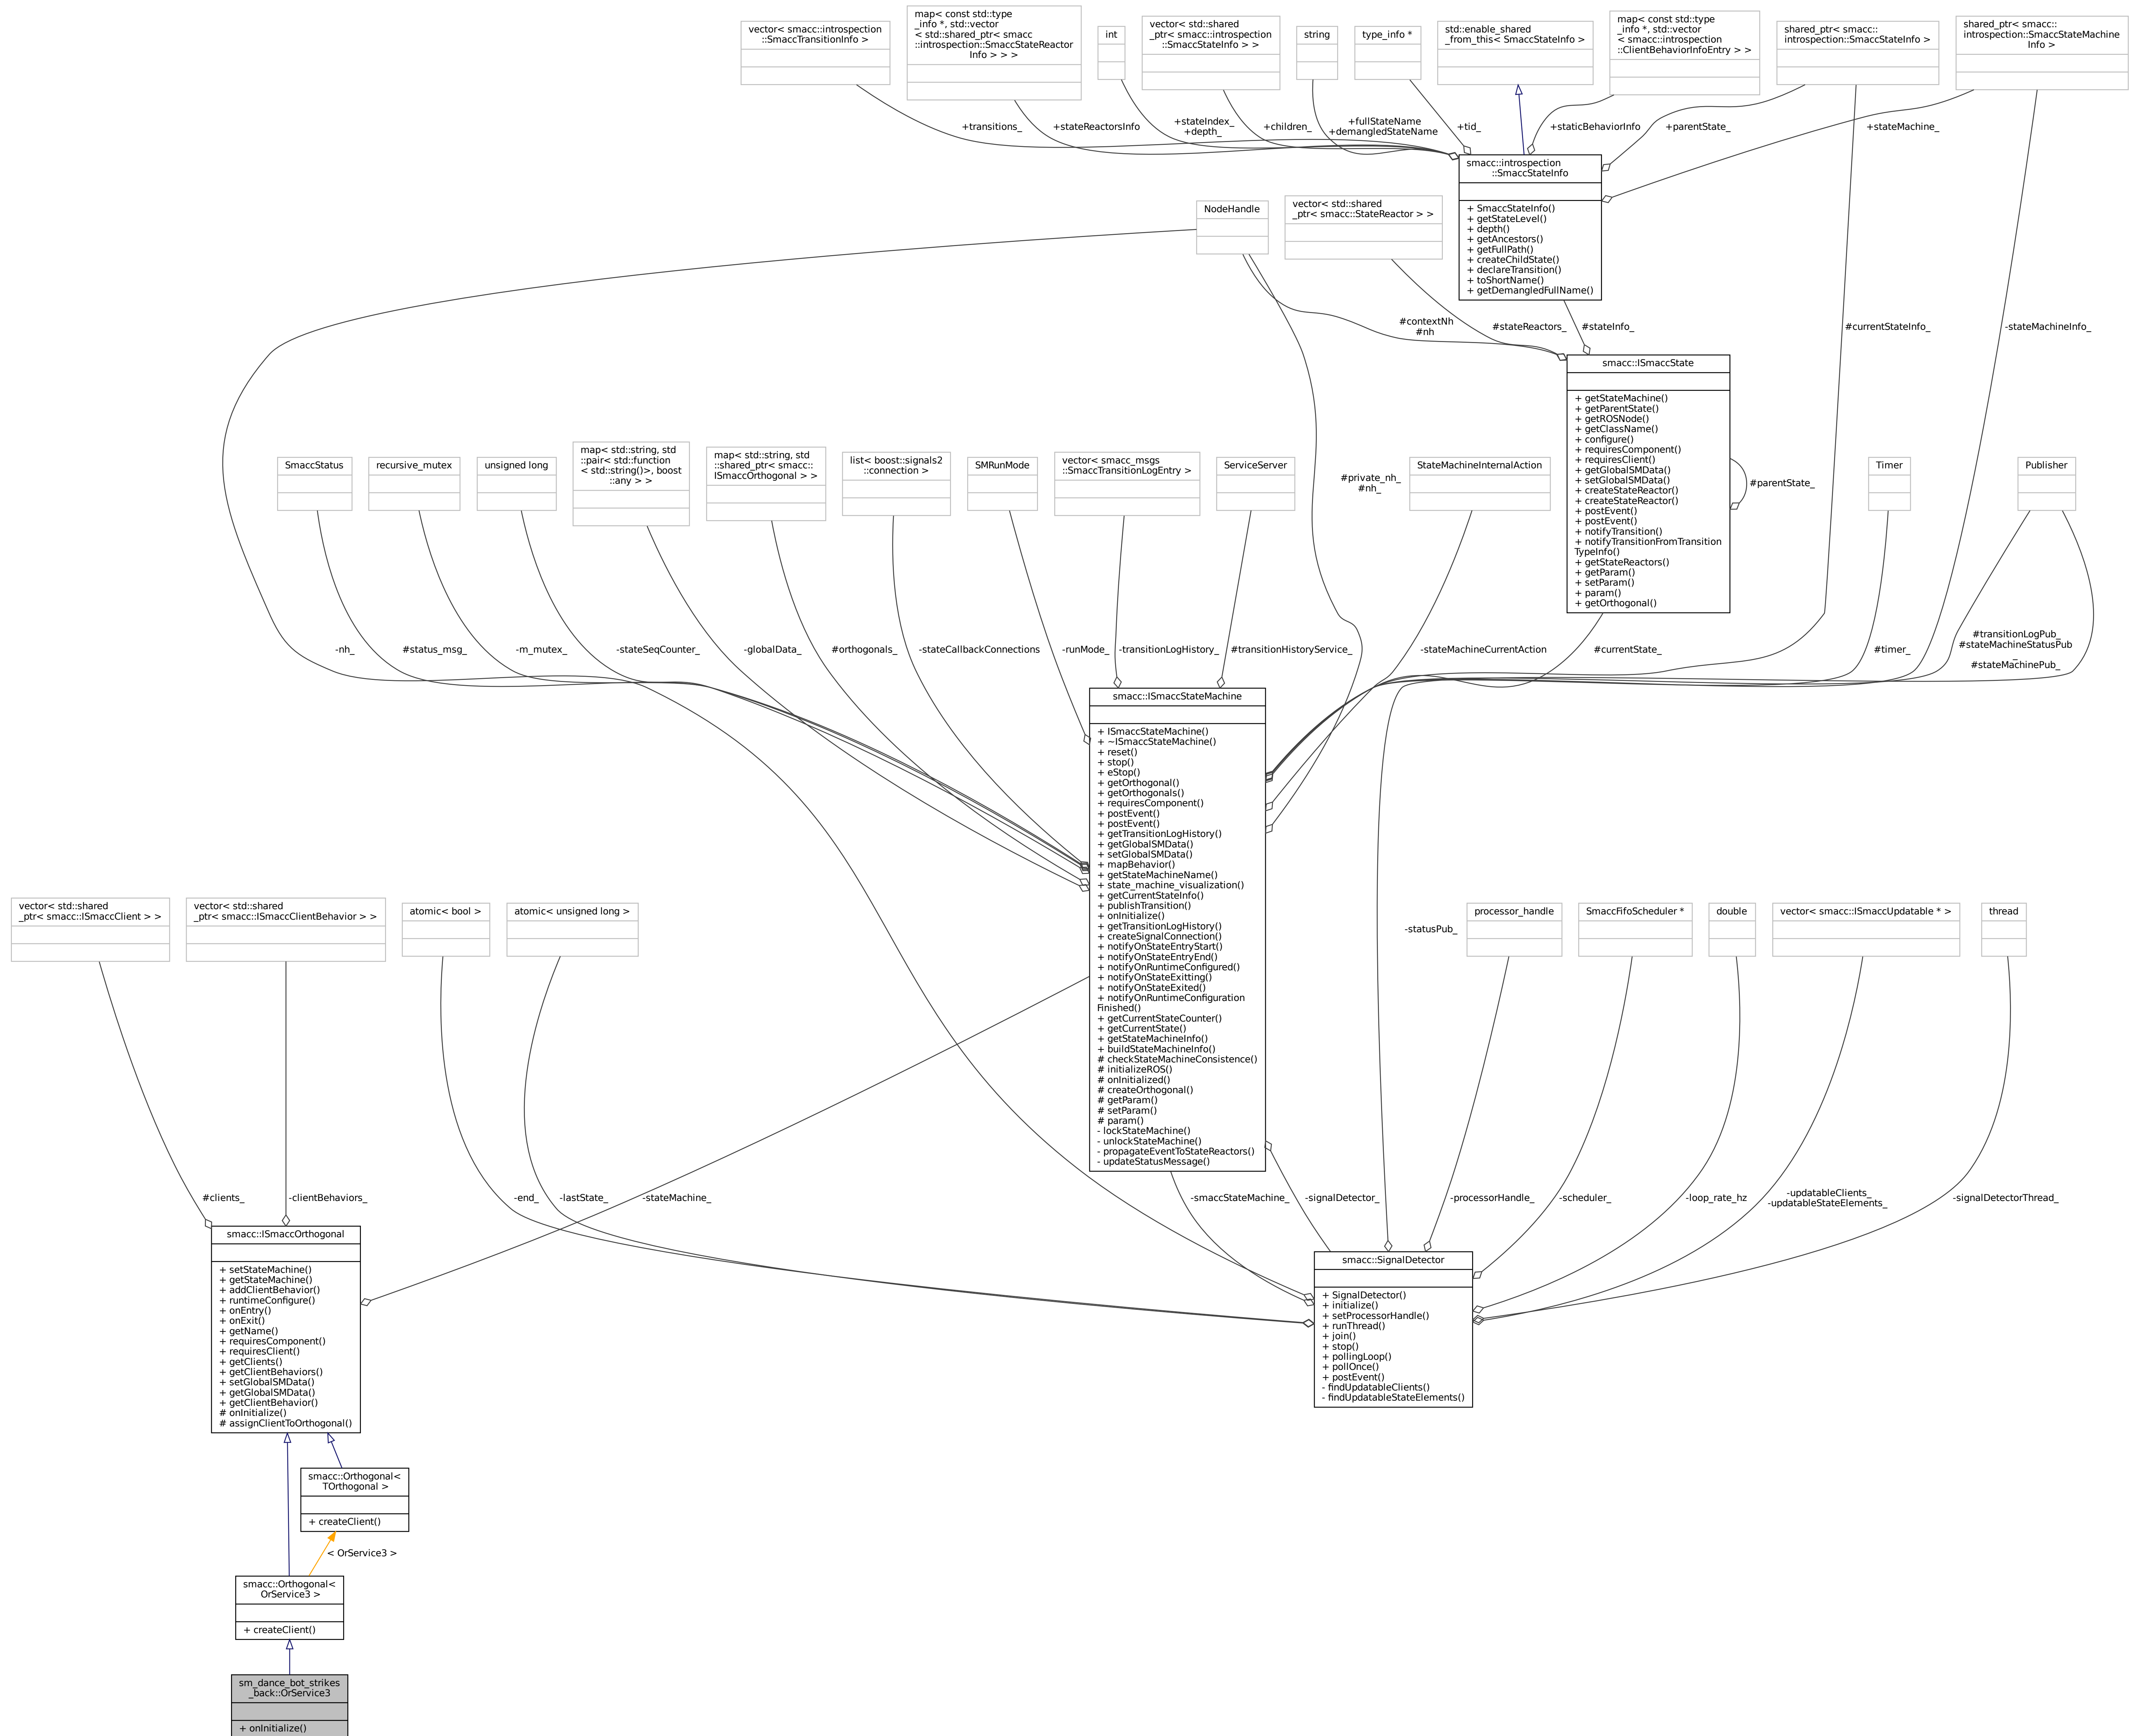 vector< smacc::introspection
::SmaccTransitionInfo >
map< const std::type
_info *, std::vector
< std::shared_ptr< smacc
::introspection::SmaccStateReactor
Info > > >
int
vector< std::shared
_ptr< smacc::introspection
::SmaccStateInfo > >
string
type_info *
std::enable_shared
_from_this< SmaccStateInfo >
map< const std::type
_info *, std::vector
< smacc::introspection
::ClientBehaviorInfoEntry > >
shared_ptr< smacc::
introspection::SmaccStateInfo >
shared_ptr< smacc::
introspection::SmaccStateMachine
Info >
+transitions_
+stateReactorsInfo
+stateIndex_
+depth_
+children_
+fullStateName
+demangledStateName
+tid_
+staticBehaviorInfo
+parentState_
+stateMachine_
smacc::introspection
::SmaccStateInfo
+ SmaccStateInfo()
+ getStateLevel()
+ depth()
+ getAncestors()
+ getFullPath()
+ createChildState()
+ declareTransition()
+ toShortName()
+ getDemangledFullName()
NodeHandle
vector< std::shared
_ptr< smacc::StateReactor > >
#contextNh
#nh
#stateReactors_
#stateInfo_
#currentStateInfo_
-stateMachineInfo_
smacc::ISmaccState
+ getStateMachine()
+ getParentState()
+ getROSNode()
+ getClassName()
+ configure()
+ requiresComponent()
+ requiresClient()
+ getGlobalSMData()
+ setGlobalSMData()
+ createStateReactor()
+ createStateReactor()
+ postEvent()
+ postEvent()
+ notifyTransition()
+ notifyTransitionFromTransition
TypeInfo()
+ getStateReactors()
+ getParam()
+ setParam()
+ param()
+ getOrthogonal()
#parentState_
SmaccStatus
recursive_mutex
unsigned long
map< std::string, std
::pair< std::function
< std::string()>, boost
::any > >
map< std::string, std
::shared_ptr< smacc::
ISmaccOrthogonal > >
list< boost::signals2
::connection >
SMRunMode
vector< smacc_msgs
::SmaccTransitionLogEntry >
ServiceServer
#private_nh_
#nh_
StateMachineInternalAction
Timer
Publisher
-nh_
#status_msg_
-m_mutex_
-stateSeqCounter_
-globalData_
#orthogonals_
-stateCallbackConnections
-runMode_
-transitionLogHistory_
#transitionHistoryService_
-stateMachineCurrentAction
#currentState_
#timer_
#transitionLogPub_
#stateMachineStatusPub
_
#stateMachinePub_
smacc::ISmaccStateMachine
+ ISmaccStateMachine()
+ ~ISmaccStateMachine()
+ reset()
+ stop()
+ eStop()
+ getOrthogonal()
+ getOrthogonals()
+ requiresComponent()
+ postEvent()
+ postEvent()
+ getTransitionLogHistory()
+ getGlobalSMData()
+ setGlobalSMData()
+ mapBehavior()
+ getStateMachineName()
+ state_machine_visualization()
+ getCurrentStateInfo()
+ publishTransition()
+ onInitialize()
+ getTransitionLogHistory()
+ createSignalConnection()
+ notifyOnStateEntryStart()
+ notifyOnStateEntryEnd()
+ notifyOnRuntimeConfigured()
+ notifyOnStateExitting()
+ notifyOnStateExited()
+ notifyOnRuntimeConfiguration
Finished()
+ getCurrentStateCounter()
+ getCurrentState()
+ getStateMachineInfo()
+ buildStateMachineInfo()
# checkStateMachineConsistence()
# initializeROS()
# onInitialized()
# createOrthogonal()
# getParam()
# setParam()
# param()
- lockStateMachine()
- unlockStateMachine()
- propagateEventToStateReactors()
- updateStatusMessage()
vector< std::shared
_ptr< smacc::ISmaccClient > >
vector< std::shared
_ptr< smacc::ISmaccClientBehavior > >
atomic< bool >
atomic< unsigned long >
-statusPub_
processor_handle
SmaccFifoScheduler *
double
vector< smacc::ISmaccUpdatable * >
thread
#clients_
-clientBehaviors_
-end_
-lastState_
-stateMachine_
-smaccStateMachine_
-signalDetector_
-processorHandle_
-scheduler_
-loop_rate_hz
-updatableClients_
-updatableStateElements_
-signalDetectorThread_
smacc::ISmaccOrthogonal
+ setStateMachine()
+ getStateMachine()
+ addClientBehavior()
+ runtimeConfigure()
+ onEntry()
+ onExit()
+ getName()
+ requiresComponent()
+ requiresClient()
+ getClients()
+ getClientBehaviors()
+ setGlobalSMData()
+ getGlobalSMData()
+ getClientBehavior()
# onInitialize()
# assignClientToOrthogonal()
smacc::SignalDetector
+ SignalDetector()
+ initialize()
+ setProcessorHandle()
+ runThread()
+ join()
+ stop()
+ pollingLoop()
+ pollOnce()
+ postEvent()
- findUpdatableClients()
- findUpdatableStateElements()
smacc::Orthogonal<
TOrthogonal >
+ createClient()
< OrService3 >
smacc::Orthogonal<
OrService3 >
+ createClient()
sm_dance_bot_strikes
_back::OrService3
+ onInitialize()